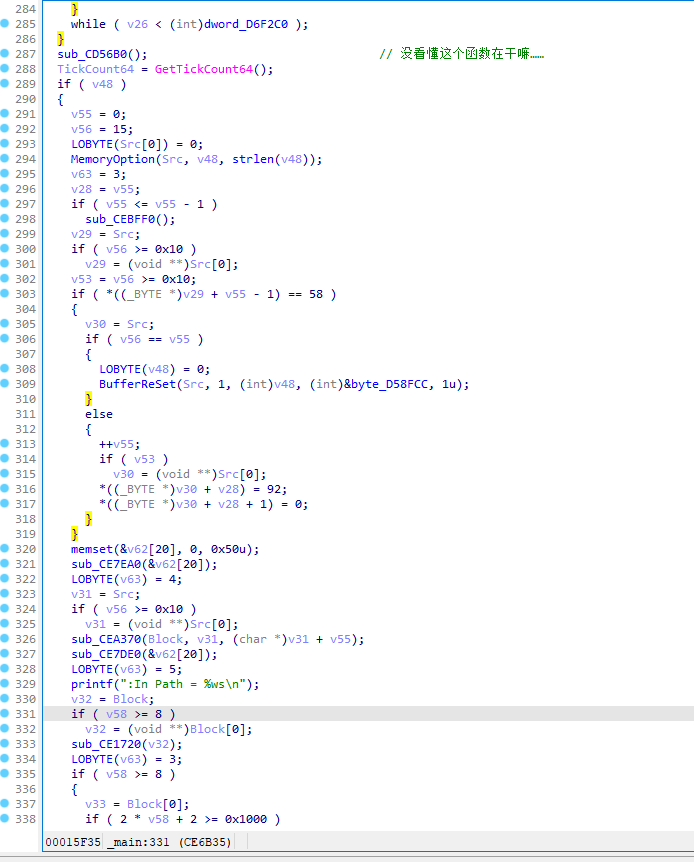 284 }
285 while ( v26 < (int)dword_D6F2C0 );
286 }
287 sub_CD56B0(); // 没看懂这个函数在干嘛……
288 TickCount64 = GetTickCount64();
289 if ( v48 )
290 {
291 v55 = 0;
292 v56 = 15;
293 LOBYTE(Src[0]) = 0;
294 MemoryOption(Src, v48, strlen(v48));
295 v63 = 3;
296 v28 = v55;
297 if ( v55 <= v55 - 1 )
298 sub_CEBFF0();
299 v29 = Src;
300 if ( v56 >= 0x10 )
301 v29 = (void **)Src[0];
302 v53 = v56 >= 0x10;
303 if ( *((_BYTE *)v29 + v55 - 1) == 58 )
304 {
305 v30 = Src;
306 if ( v56 == v55 )
307 {
308 LOBYTE(v48) = 0;
309 BufferReSet(Src, 1, (int)v48, (int)&byte_D58FCC, 1u);
310 }
311 else
312 {
313 ++v55;
314 if ( v53 )
315 v30 = (void **)Src[0];
316 *((_BYTE *)v30 + v28) = 92;
317 *((_BYTE *)v30 + v28 + 1) = 0;
318 }
319 }
320 memset(&v62[20], 0, 0x50u);
321 sub_CE7EA0(&v62[20]);
322 LOBYTE(v63) = 4;
323 v31 = Src;
324 if ( v56 >= 0x10 )
325 v31 = (void **)Src[0];
326 sub_CEA370(Block, v31, (char *)v31 + v55);
327 sub_CE7DE0(&v62[20]);
328 LOBYTE(v63) = 5;
329 printf(":In Path = %ws\n");
330 v32 = Block;
331 if ( v58 >= 8 )
332 v32 = (void **)Block[0];
333 sub_CE1720(v32);
334 LOBYTE(v63) = 3;
335 if ( v58 >= 8 )
336 {
337 v33 = Block[0];
338 if ( 2 * v58 + 2 >= 0x1000 )
00015F35 _main:331 (CE6B35)